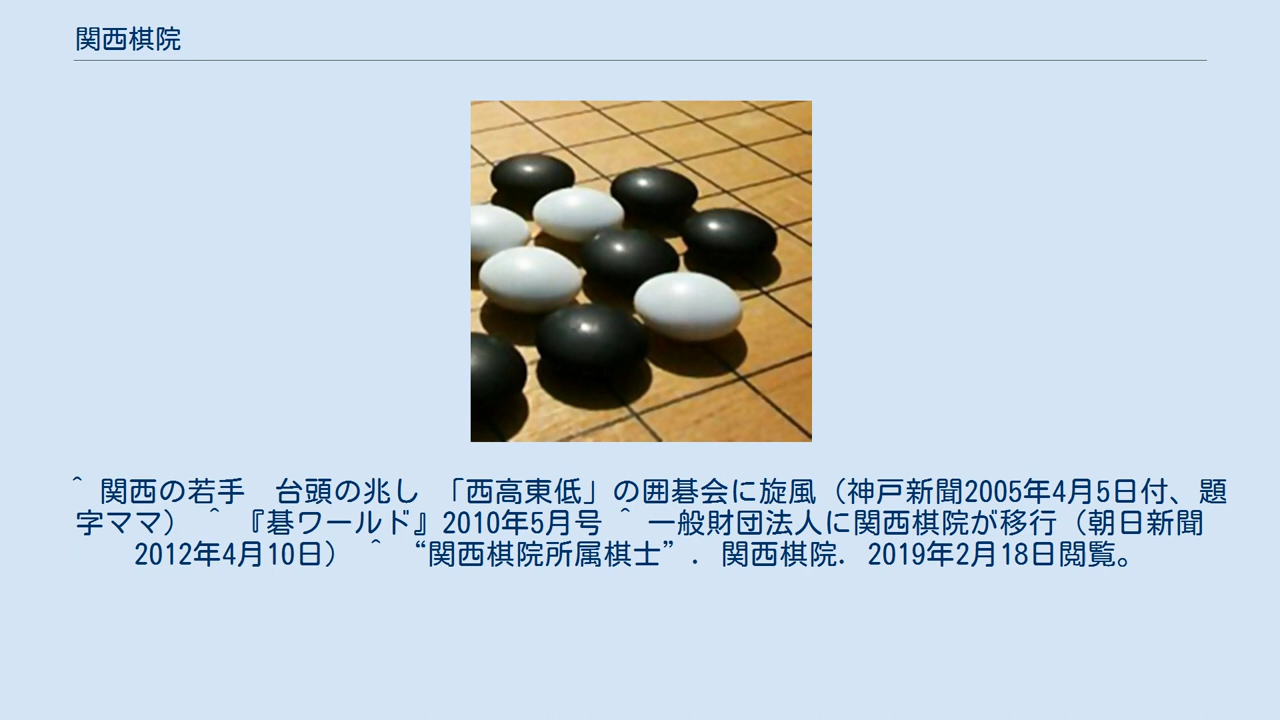 関西棋院
^ 関西の若手　台頭の兆し 「西高東低」の囲碁会に旋風（神戸新聞2005年4月5日付、題
字ママ） ^ 『碁ワールド』2010年5月号 ^ 一般財団法人に関西棋院が移行（朝日新聞
2012年4月10日） ^ “関西棋院所属棋士”. 関西棋院. 2019年2月18日閲覧。